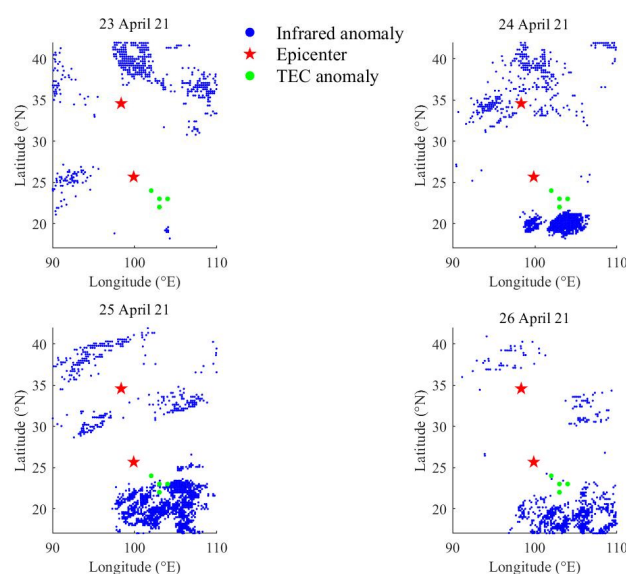 23 April 21
Infrared anomaly
Epicenter
TEC anomaly
24 April 21
40
35
30
25
20
Latitude (°N)
90
100
110
Longitude (°E)
40
35
30
25
20
Latitude (°N)
90
100
110
Longitude (°E)
25 April 21
26 April 21
40
35
30
25
20
Latitude (°N)
90
100
110
Longitude (°E)
40
35
30
25
20
Latitude (°N)
90
100
110
Longitude (°E)